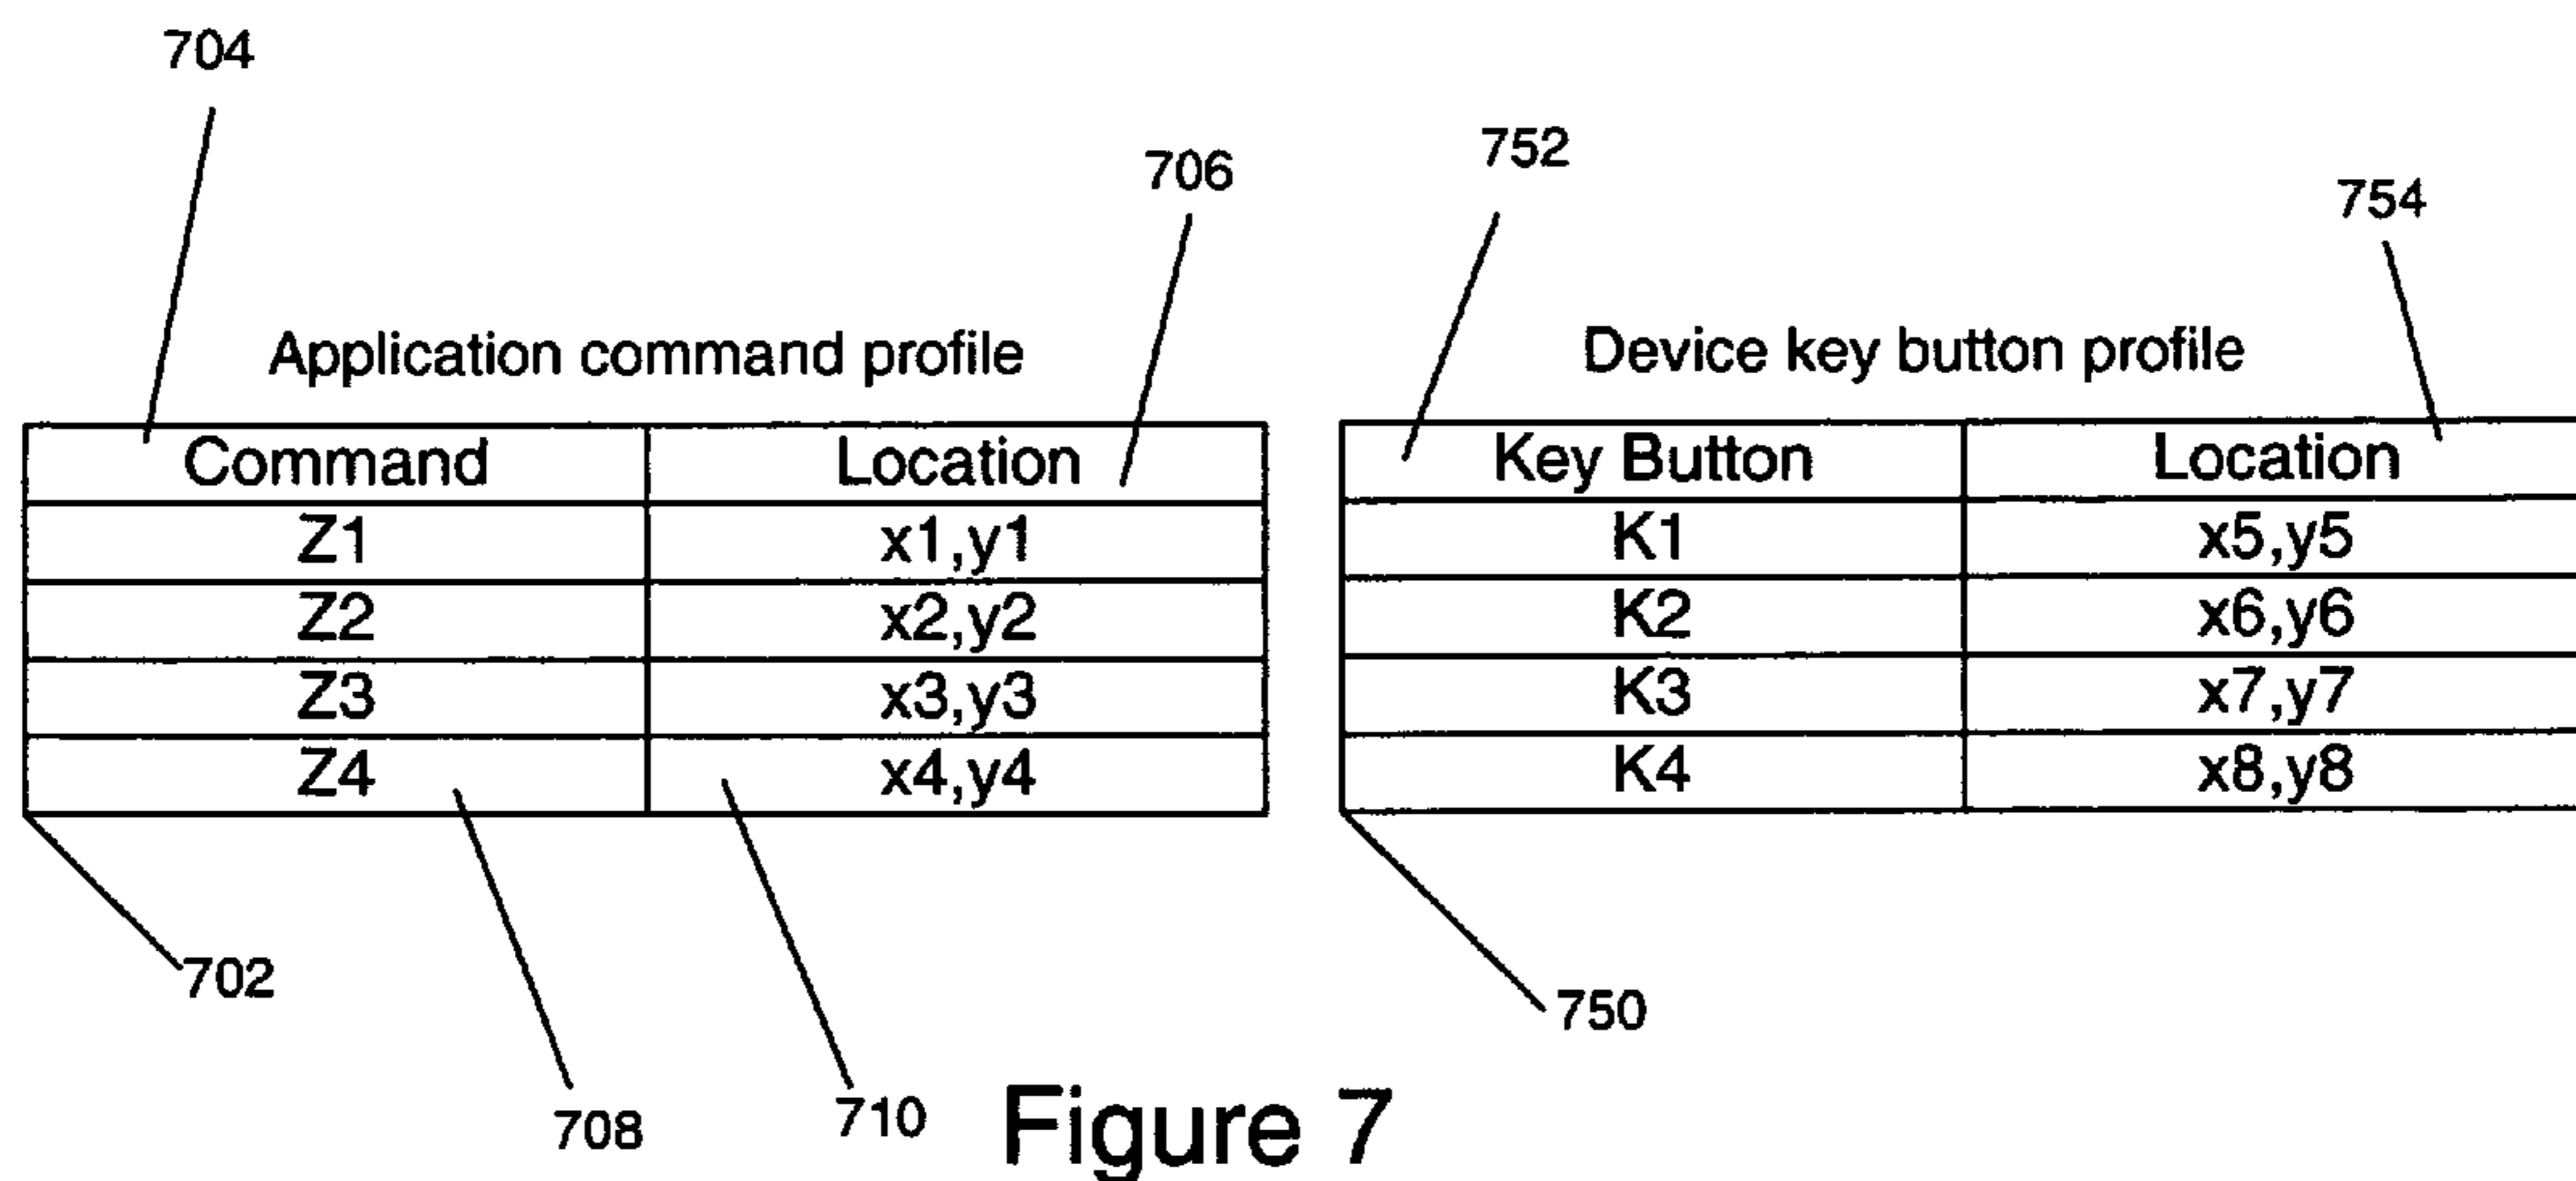 704
706
752
754
Application command profile
Device key button profile
Command Location
Key Button Location
Z1 x1,y1
K1 x5,y5
Z2 x2,y2
K2 x6,y6
Z3 x3,y3
K3 x7,y7
Z4 x4,y4
K4 x8,y8
702
750
708
710
Figure 7